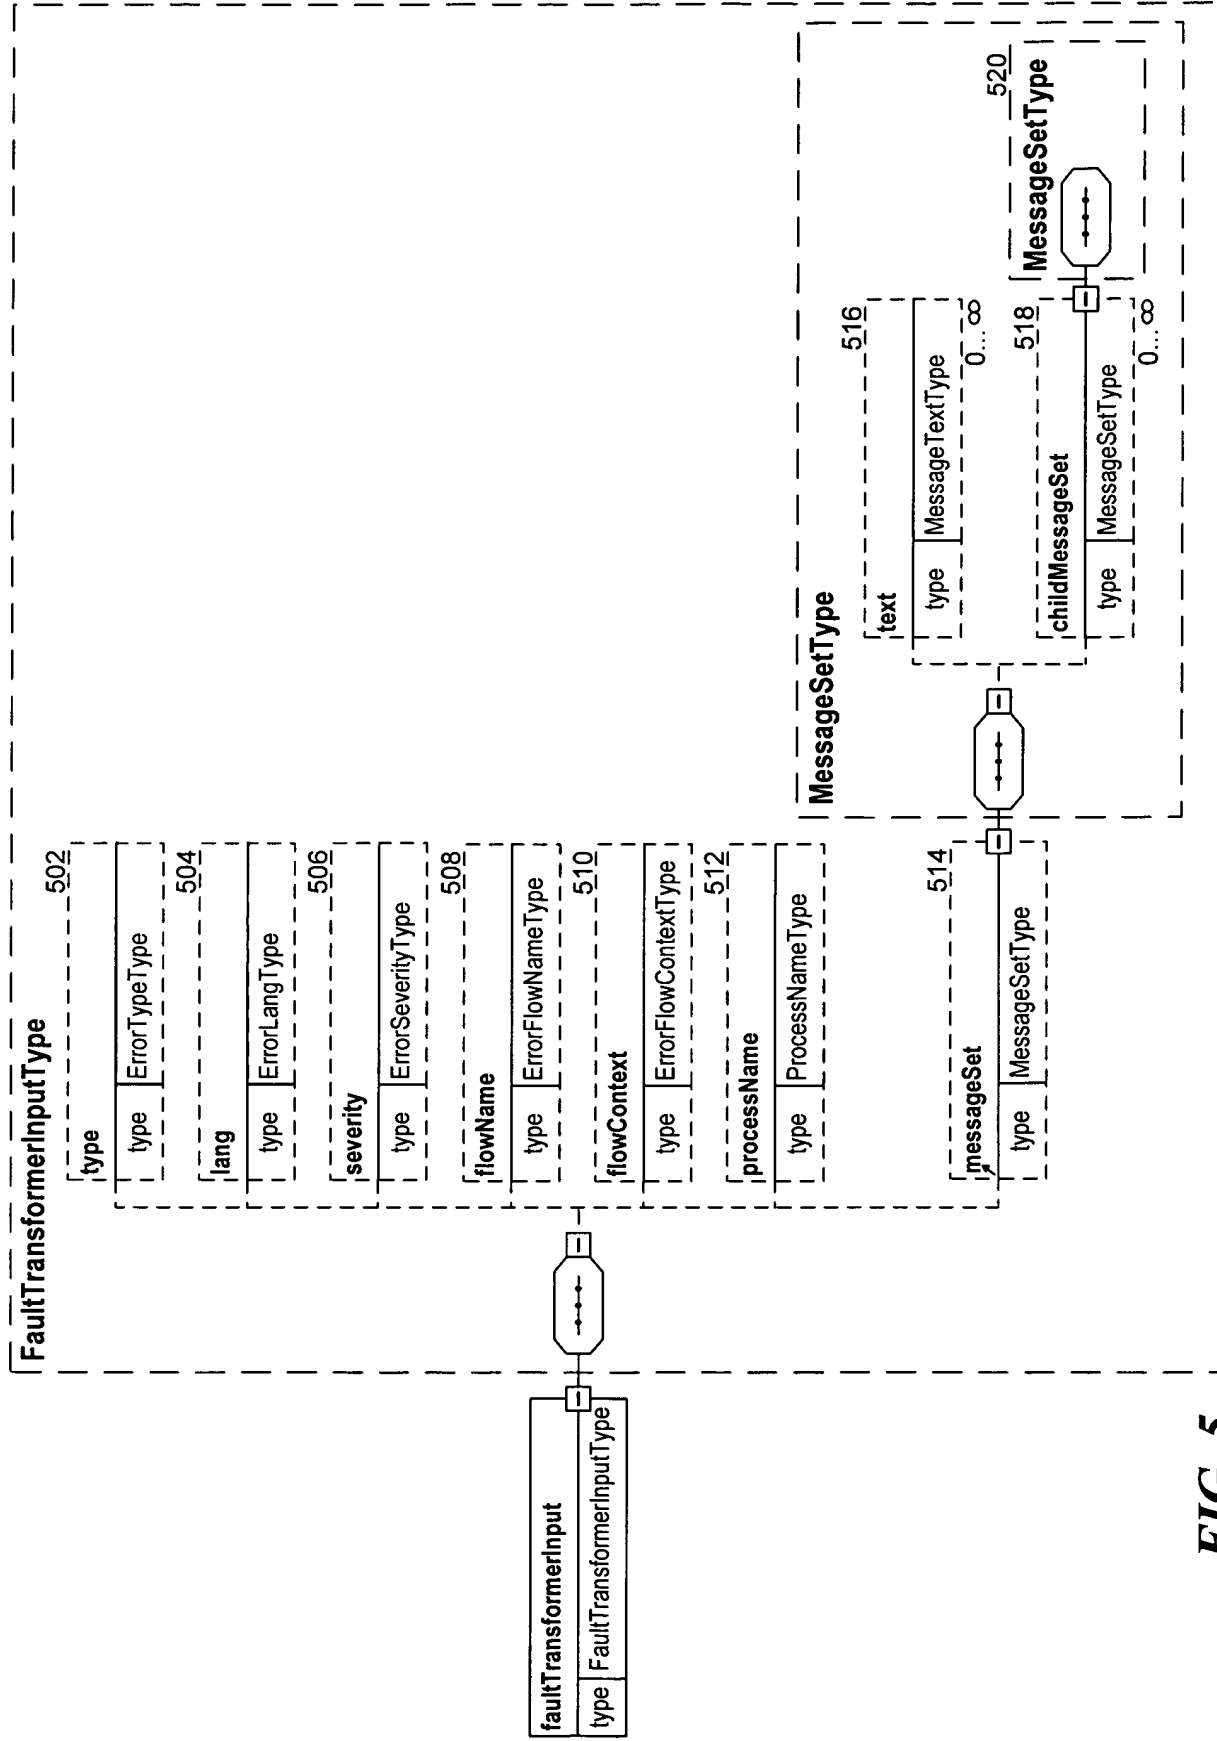 FaultTransformerInputType
faultTransformerInput
type FaultTransformerInputType
502
type
type ErrorTypeType
504
lang
type ErrorLangType
506
severity
type ErrorSeverityType
508
flowName
type ErrorFlowNameType
510
flowContext
type ErrorFlowContextType
512
processName
type ProcessNameType
514
messageSet
type MessageSetType
MessageSetType
516
text
type MessageTextType
0... ∞
518
childMessageSet
type MessageSetType
0... ∞
520
MessageSetType
FIG. 5